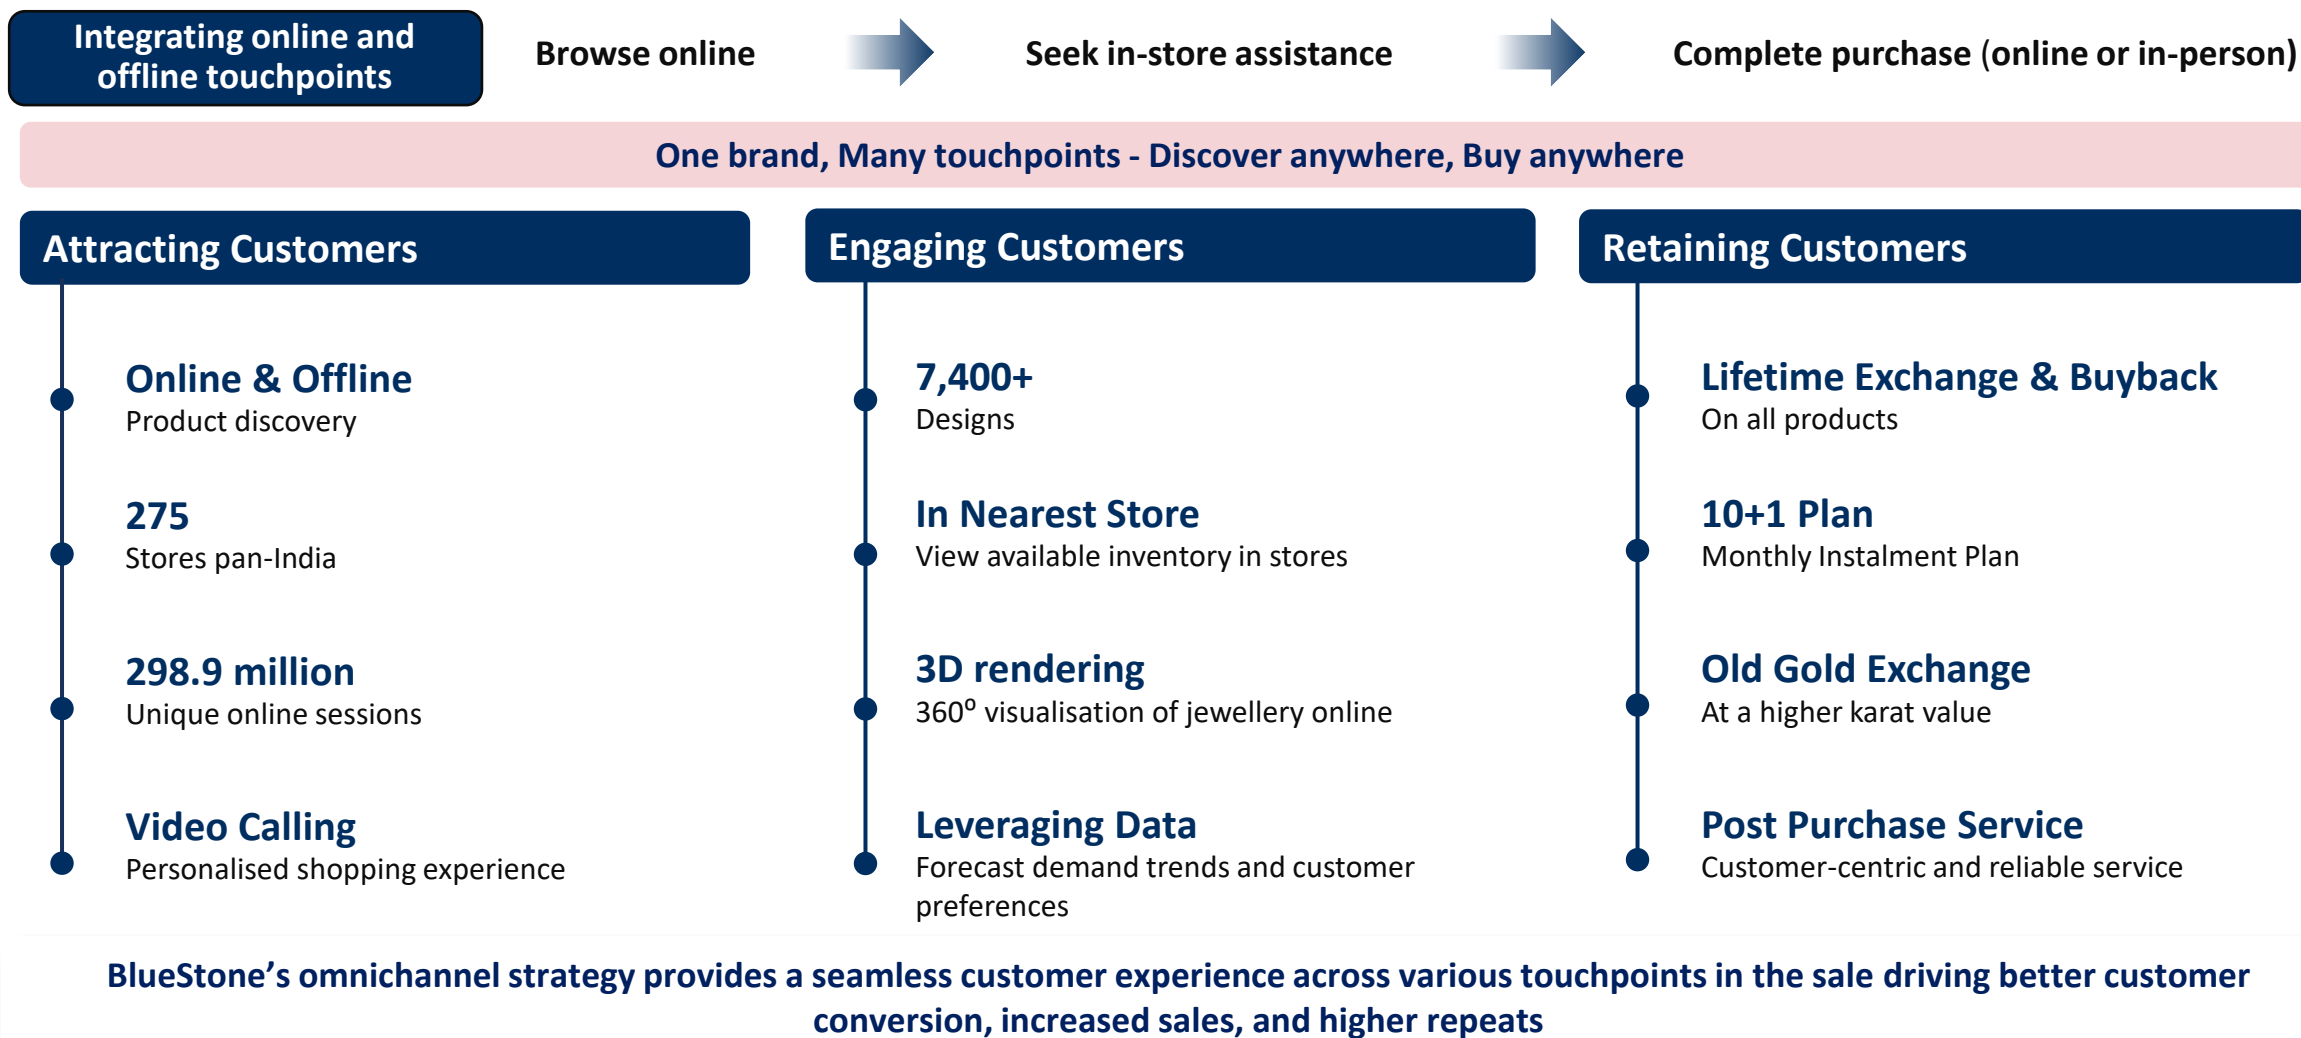 Integrating online and
offline touchpoints
Browse online
Seek in-store assistance
Complete purchase (online or in-person)
One brand, Many touchpoints - Discover anywhere, Buy anywhere
Attracting Customers
Online & Offline
Product discovery
275
Stores pan-India
298.9 million
Unique online sessions
Video Calling
Personalised shopping experience
Engaging Customers
7,400+
Designs
In Nearest Store
View available inventory in stores
3D rendering
360⁰ visualisation of jewellery online
Leveraging Data
Forecast demand trends and customer
preferences
Retaining Customers
Lifetime Exchange & Buyback
On all products
10+1 Plan
Monthly Instalment Plan
Old Gold Exchange
At a higher karat value
Post Purchase Service
Customer-centric and reliable service
BlueStone’s omnichannel strategy provides a seamless customer experience across various touchpoints in the sale driving better customer
conversion, increased sales, and higher repeats